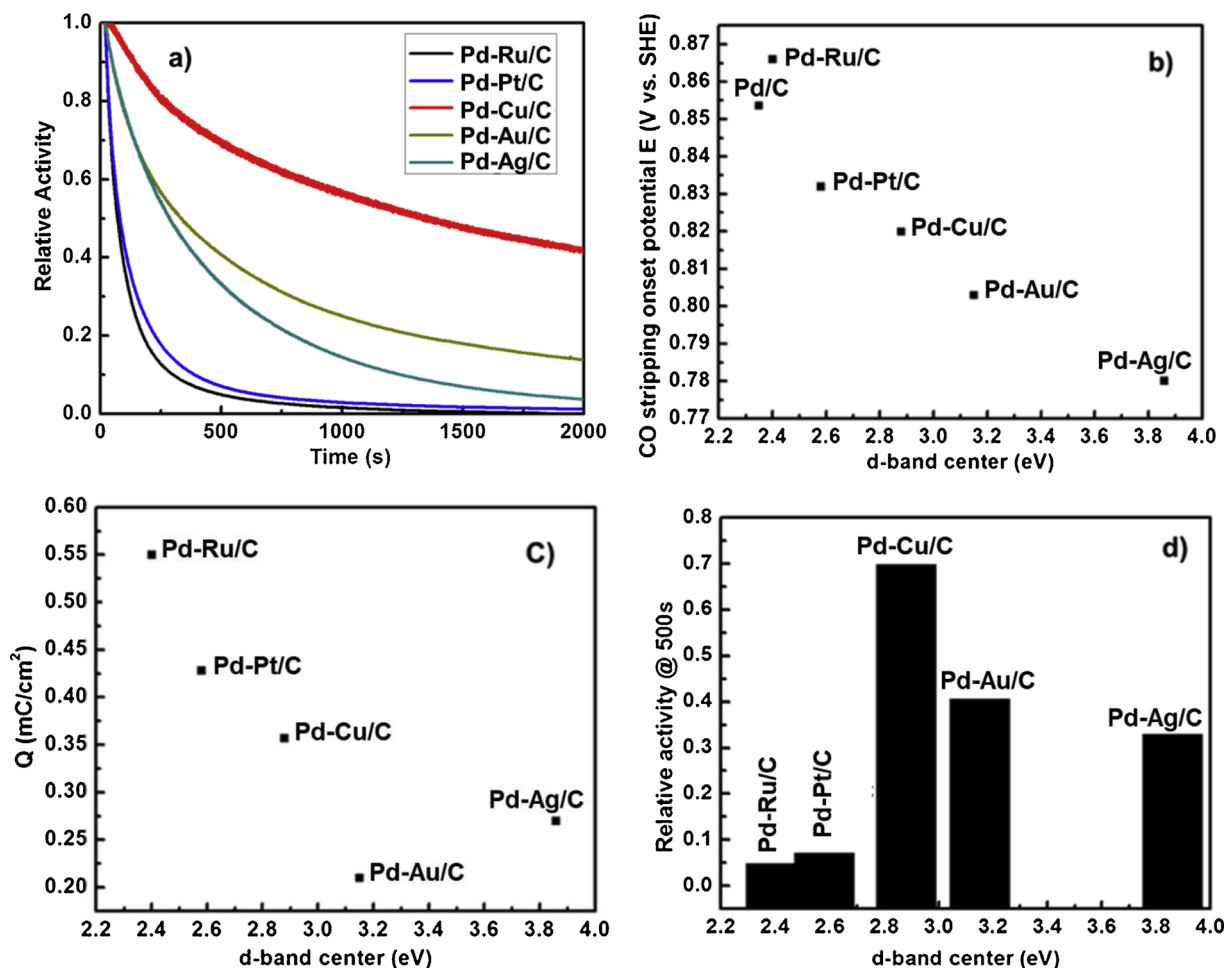 a)
Pd-Ru/C
Pd-Pt/C
Pd-Cu/C
Pd-Au/C
Pd-Ag/C
Relative Activity
1.0
0.8
0.6
0.4
0.2
0.0
0 500 1000 1500 2000
Time (s)
b)
CO stripping onset potential E (V vs. SHE)
0.87
0.86
0.85
0.84
0.83
0.82
0.81
0.80
0.79
0.78
0.77
Pd-Ru/C
Pd/C
Pd-Pt/C
Pd-Cu/C
Pd-Au/C
Pd-Ag/C
2.2 2.4 2.6 2.8 3.0 3.2 3.4 3.6 3.8 4.0
d-band center (eV)
C)
Q (mC/cm²)
0.60
0.55
0.50
0.45
0.40
0.35
0.30
0.25
0.20
Pd-Ru/C
Pd-Pt/C
Pd-Cu/C
Pd-Ag/C
Pd-Au/C
2.2 2.4 2.6 2.8 3.0 3.2 3.4 3.6 3.8 4.0
d-band center (eV)
d)
Relative activity @ 500s
0.8
0.7
0.6
0.5
0.4
0.3
0.2
0.1
0.0
Pd-Ru/C
Pd-Pt/C
Pd-Cu/C
Pd-Au/C
Pd-Ag/C
2.2 2.4 2.6 2.8 3.0 3.2 3.4 3.6 3.8 4.0
d-band center (eV)